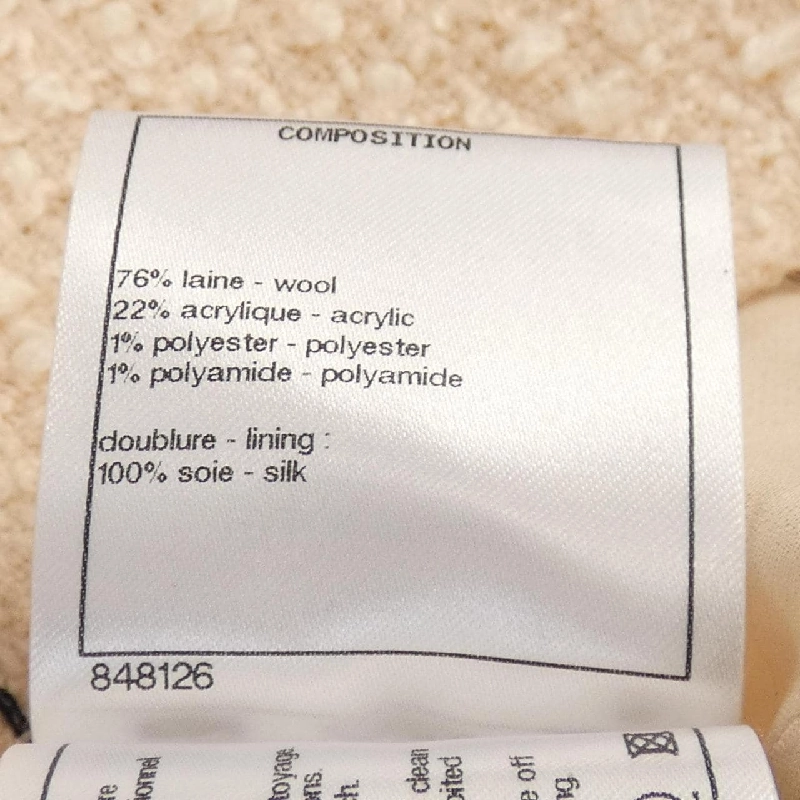 COMPOSITION
76% laine - wool
22% acrylique - acrylic
1% polyester - polyester
1% polyamide - polyamide
doublure - lining :
100% soie - silk
848126
clean